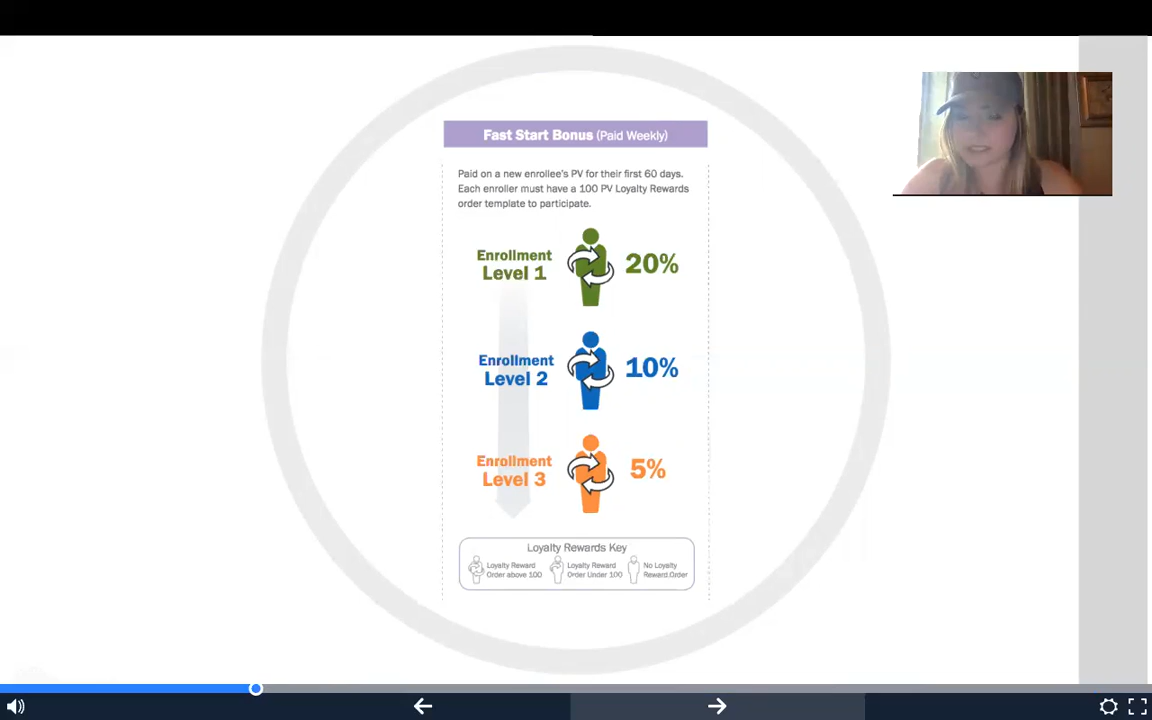 Fast Start Bonus (Paid Weekly)
Paid on a new enrollee's PV for their first 60 days.
Each enroller must have a 100 PV Loyalty Rewards
order template to participate.
Enrollment
Level 1
20%
Enrollment
Level 2
10%
Enrollment
Level 3
5%
Loyalty Rewards Key
Loyalty Reward
Order above 100
Loyalty Reward
Order Under 100
No Loyalty
Reward Order